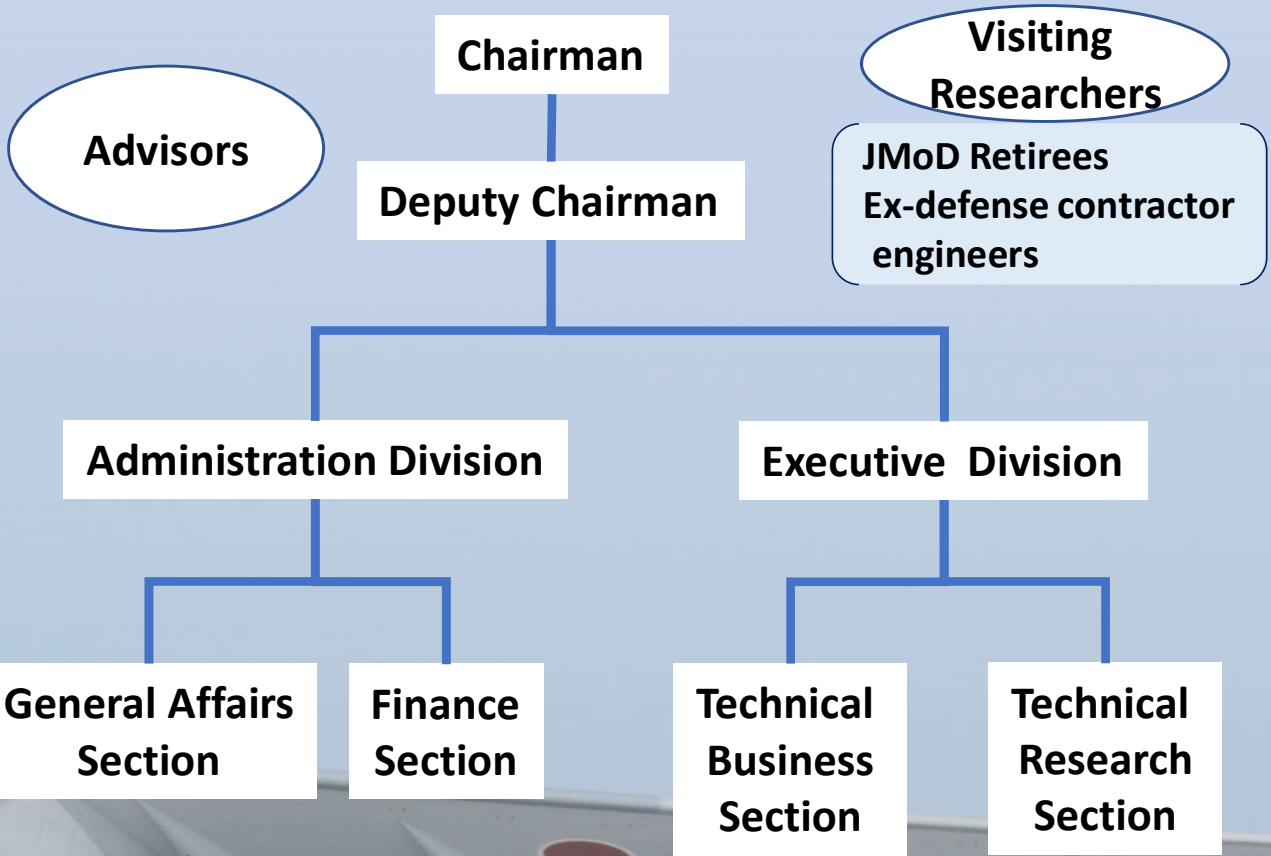 Chairman
Visiting
Researchers
Advisors
JMoD Retirees
Ex-defense contractor
engineers
Deputy Chairman
Administration Division
Executive Division
General Affairs
Section
Finance
Section
Technical
Business
Section
Technical
Research
Section